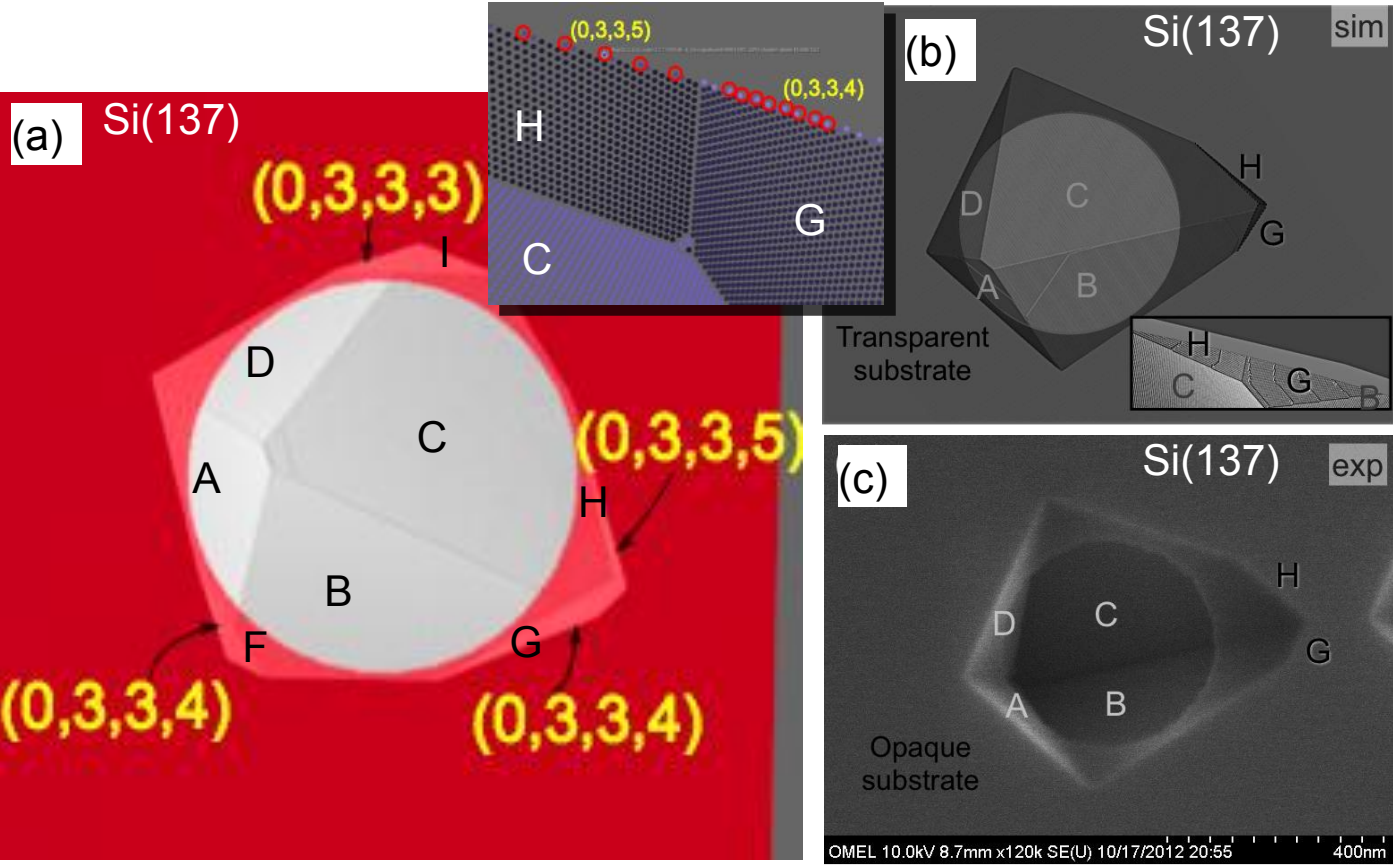 (a)
Si(137)
(0,3,3,3)
I
D
C
(0,3,3,5)
A
H
B
F
G
(0,3,3,4)
(0,3,3,4)
(0,3,3,5)
(0,3,3,4)
H
G
C
(b)
Si(137)
sim
H
D
C
G
A
B
Transparent
substrate
H
C
G
B
(c)
Si(137)
exp
H
D
C
G
A
B
Opaque
substrate
OMEL 10.0kV 8.7mm x120k SE(U) 10/17/2012 20:55
400nm